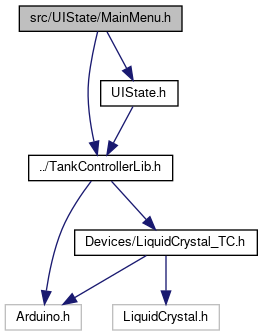 src/UIState/MainMenu.h
UIState.h
../TankControllerLib.h
Devices/LiquidCrystal_TC.h
Arduino.h
LiquidCrystal.h